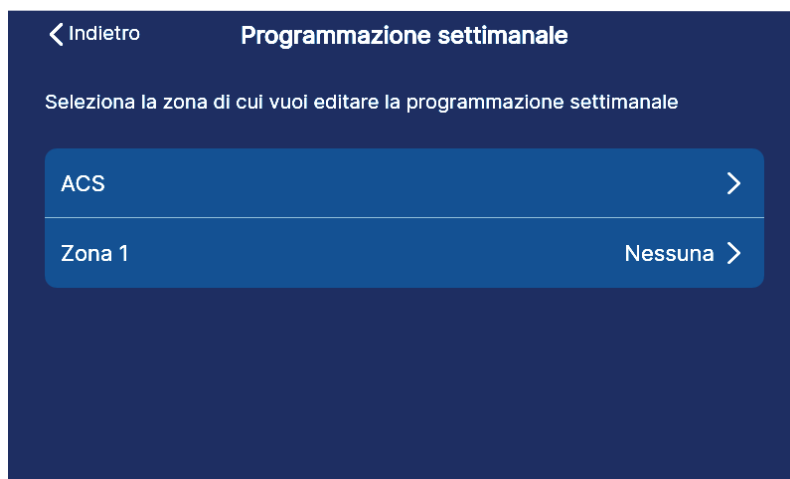 Indietro Programmazione settimanale
Seleziona la zona di cui vuoi editare la programmazione settimanale
ACS
Zona 1 Nessuna